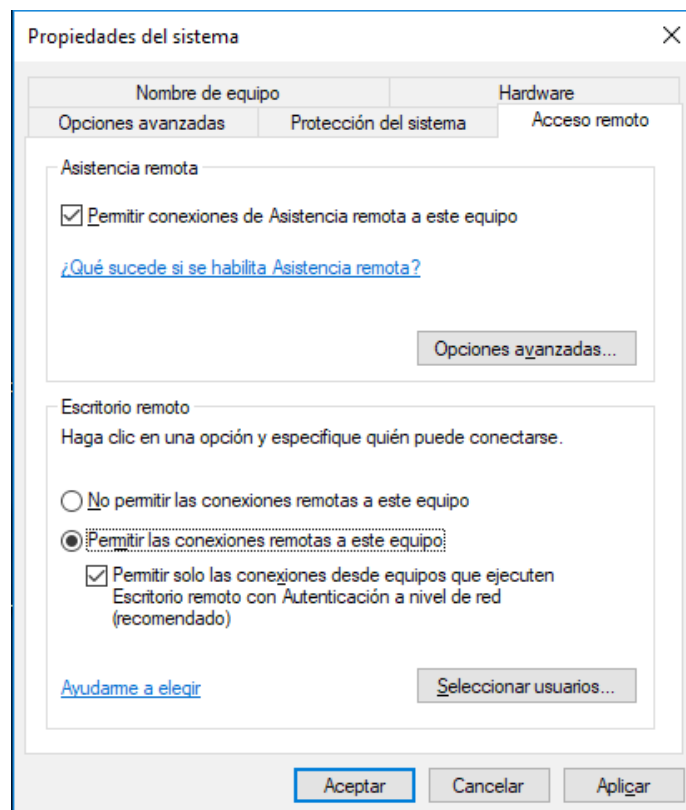 Propiedades del sistema
Nombre de equipo
Hardware
Opciones avanzadas
Protección del sistema
Acceso remoto
Asistencia remota
Permitir conexiones de Asistencia remota a este equipo
¿Qué sucede si se habilita Asistencia remota?
Opciones avanzadas...
Escritorio remoto
Haga clic en una opción y especifique quién puede conectarse.
No permitir las conexiones remotas a este equipo
Permitir las conexiones remotas a este equipo
Permitir solo las conexiones desde equipos que ejecuten
Escritorio remoto con Autenticación a nivel de red
(recomendado)
Ayudarme a elegir
Seleccionar usuarios...
Aceptar
Cancelar
Aplicar